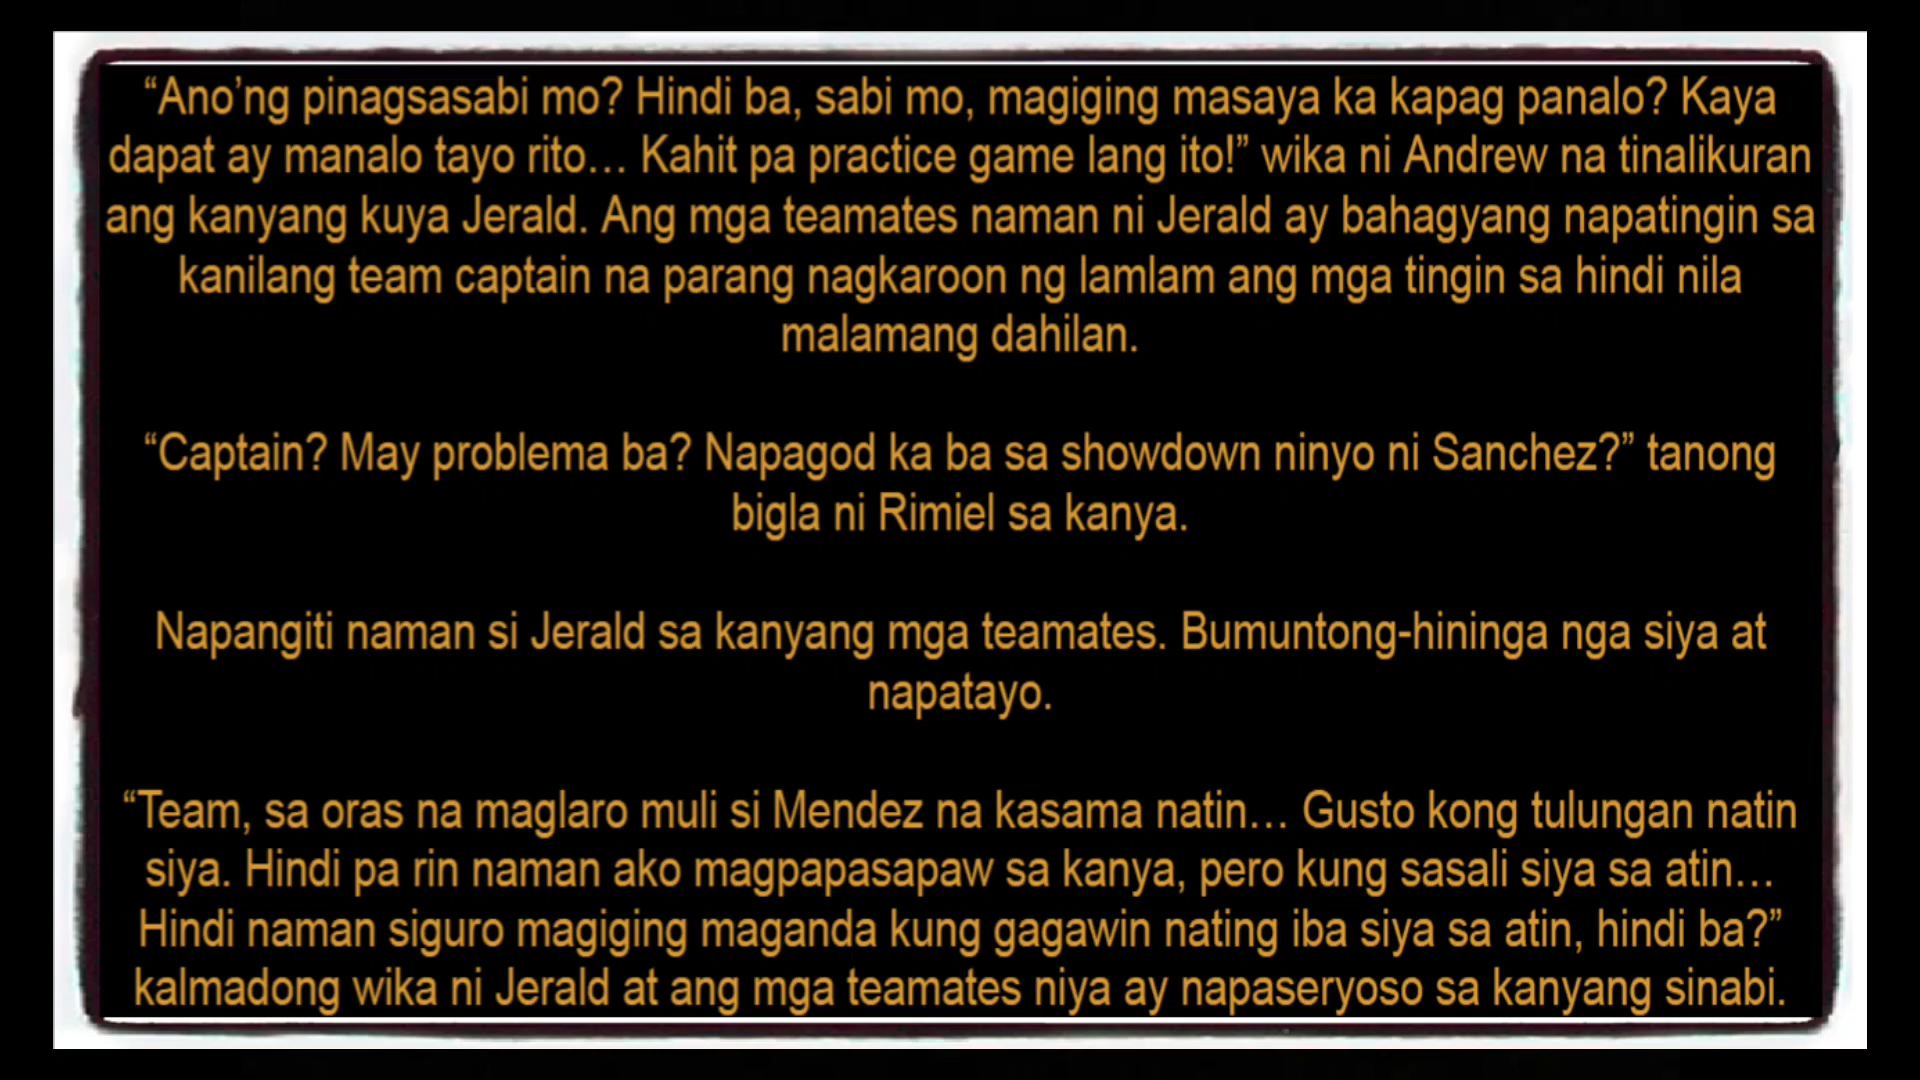 “Ano’ng pinagsasabi mo? Hindi ba, sabi mo, magiging masaya ka kapag panalo? Kaya
dapat ay manalo tayo rito… Kahit pa practice game lang ito!” wika ni Andrew na tinalikuran
ang kanyang kuya Jerald. Ang mga teamates naman ni Jerald ay bahagyang napatingin sa
kanilang team captain na parang nagkaroon ng lamlam ang mga tingin sa hindi nila
malamang dahilan.
“Captain? May problema ba? Napagod ka ba sa showdown ninyo ni Sanchez?” tanong
bigla ni Rimiel sa kanya.
Napangiti naman si Jerald sa kanyang mga teamates. Bumuntong-hininga nga siya at
napatayo.
“Team, sa oras na maglaro muli si Mendez na kasama natin… Gusto kong tulungan natin
siya. Hindi pa rin naman ako magpapasapaw sa kanya, pero kung sasali siya sa atin…
Hindi naman siguro magiging maganda kung gagawin nating iba siya sa atin, hindi ba?”
kalmadong wika ni Jerald at ang mga teamates niya ay napaseryoso sa kanyang sinabi.